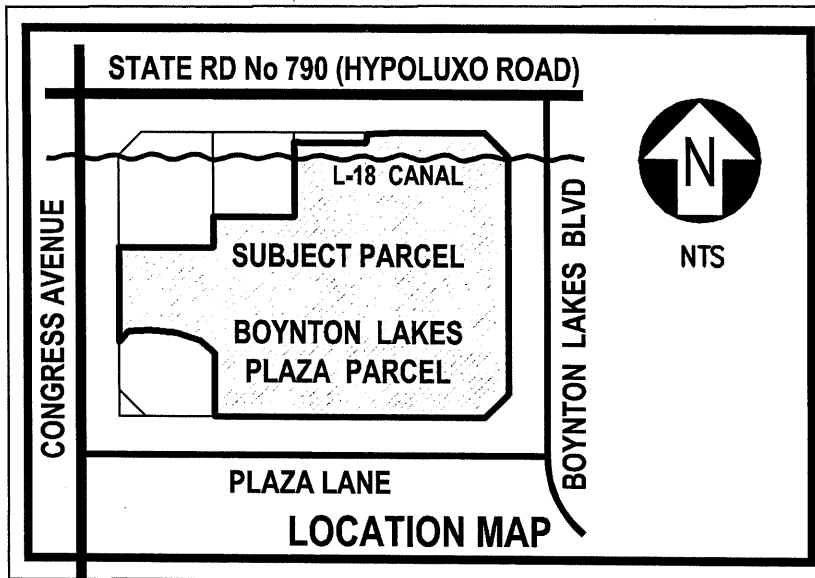 STATE RD No 790 (HYPOLUXO ROAD)
L-18 CANAL
N
NTS
CONGRESS AVENUE
SUBJECT PARCEL
BOYNTON LAKES
PLAZA PARCEL
BOYNTON LAKES BLVD
PLAZA LANE
LOCATION MAP